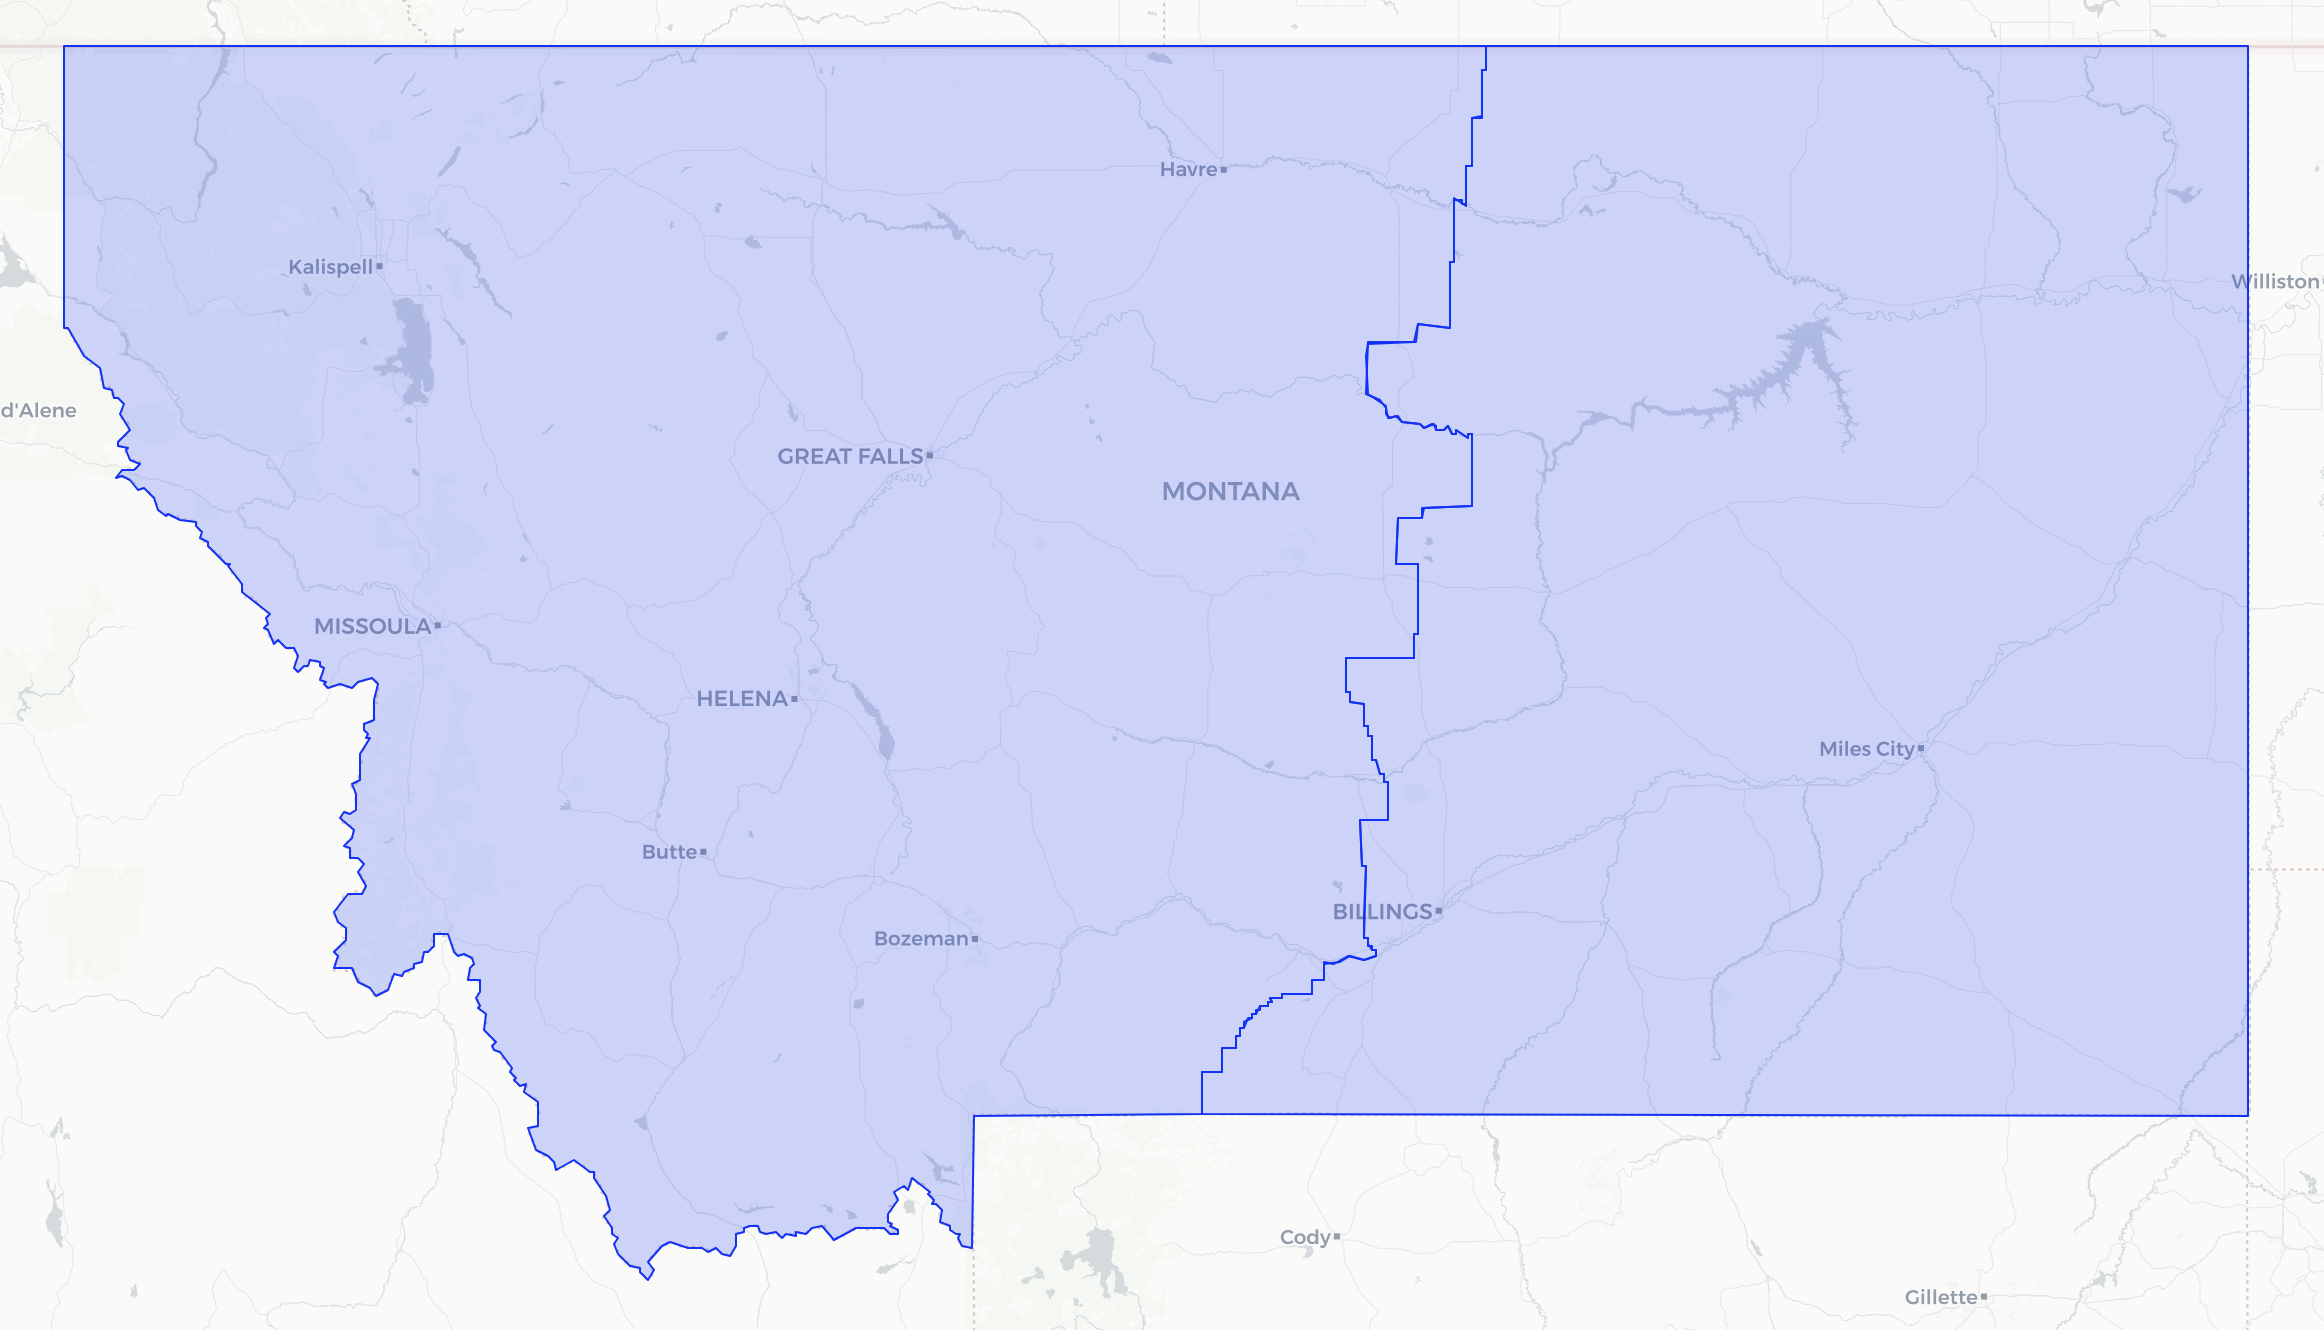 Havre
Kalispell
Williston
d'Alene
GREAT FALLS
MONTANA
MISSOULA
HELENA
Miles City
Butte
BILLINGS
Bozeman
Cody
Gillette